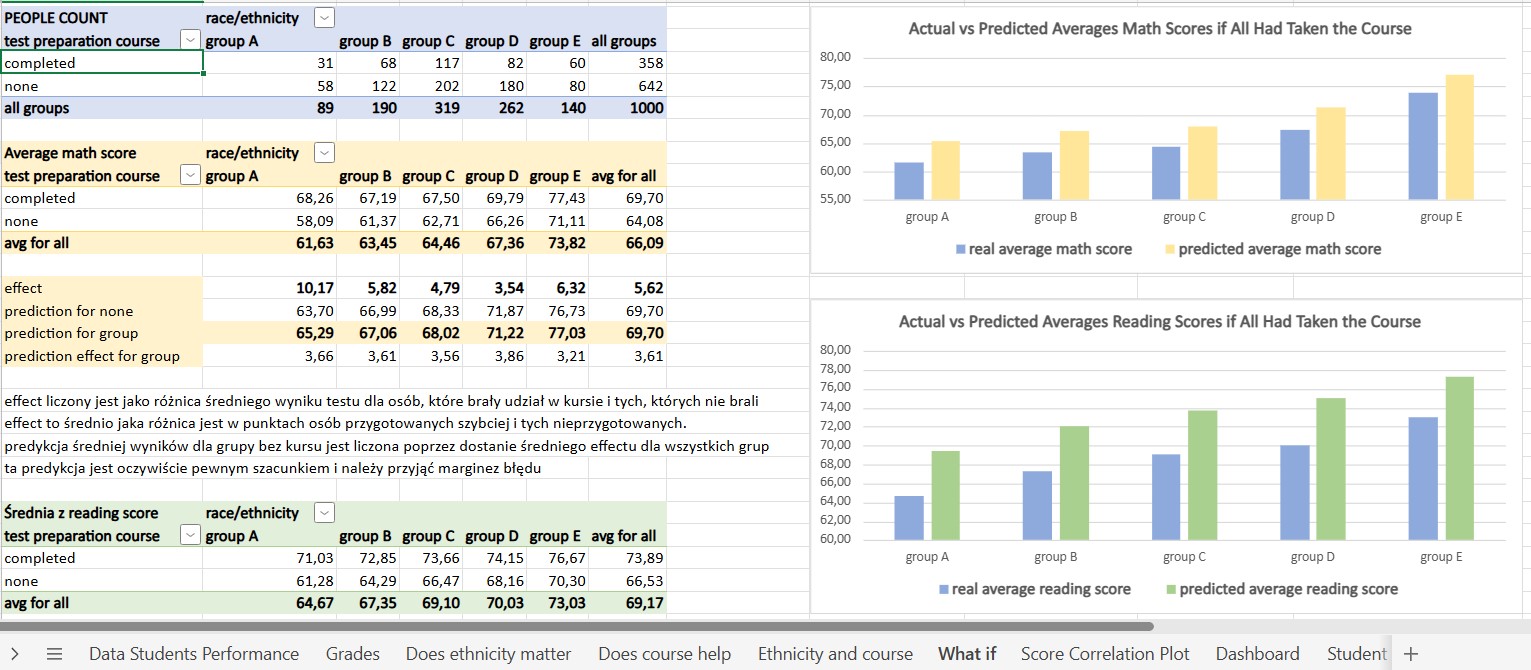 PEOPLE COUNT race/ethnicity
test preparation course group A group B group C group D group E all groups
completed 31 68 117 82 60 358
none 58 122 202 180 80 642
all groups 89 190 319 262 140 1000
Average math score race/ethnicity
test preparation course group A group B group C group D group E avg for all
completed 68,26 67,19 67,50 69,79 77,43 69,70
none 58,09 61,37 62,71 66,26 71,11 64,08
avg for all 61,63 63,45 64,46 67,36 73,82 66,09
effect 10,17 5,82 4,79 3,54 6,32 5,62
prediction for none 63,70 66,99 68,33 71,87 76,73 69,70
prediction for group 65,29 67,06 68,02 71,22 77,03 69,70
prediction effect for group 3,66 3,61 3,56 3,86 3,21 3,61
effect liczony jest jako różnica średniego wyniku testu dla osób, które brały udział w kursie i tych, których nie brali
effect to średnio jaka różnica jest w punktach osób przygotowanych szybciej i tych nieprzygotowanych.
predykcja średniej wyników dla grupy bez kursu jest liczona poprzez dostanie średniego effectu dla wszystkich grup
ta predykcja jest oczywiście pewnym szacunkiem i należy przyjąć marginez błędu
Średnia z reading score race/ethnicity
test preparation course group A group B group C group D group E avg for all
completed 71,03 72,85 73,66 74,15 76,67 73,89
none 61,28 64,29 66,47 68,16 70,30 66,53
avg for all 64,67 67,35 69,10 70,03 73,03 69,17
Actual vs Predicted Averages Math Scores if All Had Taken the Course
80,00
75,00
70,00
65,00
60,00
55,00
group A group B group C group D group E
real average math score predicted average math score
Actual vs Predicted Averages Reading Scores if All Had Taken the Course
80,00
78,00
76,00
74,00
72,00
70,00
68,00
66,00
64,00
62,00
60,00
group A group B group C group D group E
real average reading score predicted average reading score
Data Students Performance Grades Does ethnicity matter Does course help Ethnicity and course What if Score Correlation Plot Dashboard Student